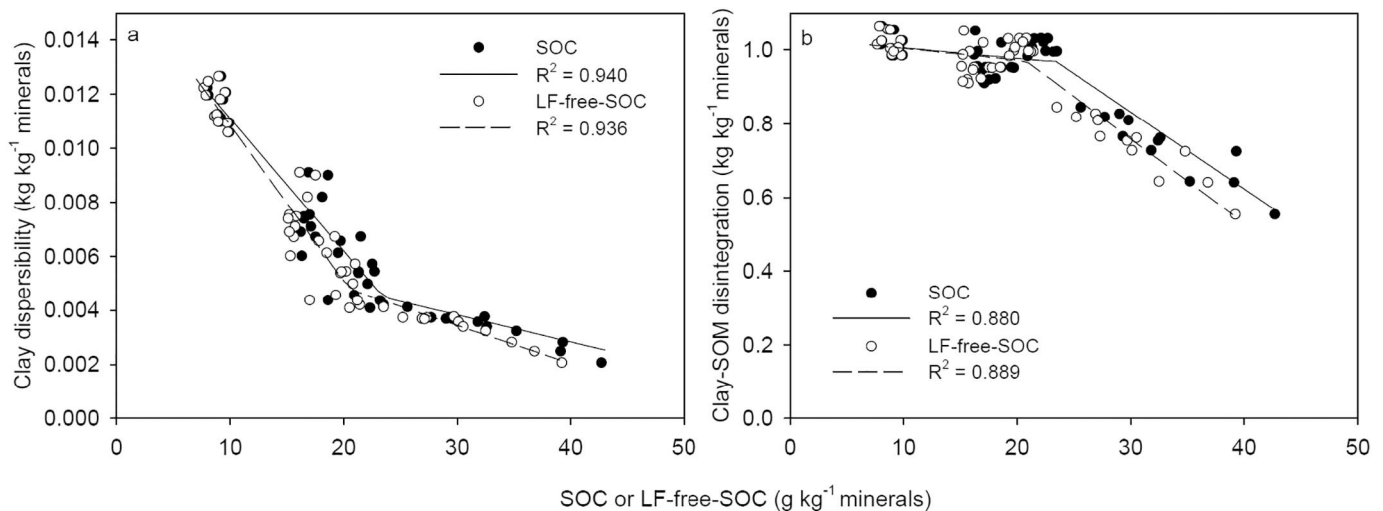 a
SOC
R² = 0.940
LF-free-SOC
R² = 0.936
Clay dispersibility (kg kg⁻¹ minerals)
0.014
0.012
0.010
0.008
0.006
0.004
0.002
0.000
0 10 20 30 40 50
b
Clay-SOM disintegration (kg kg⁻¹ minerals)
1.0
0.8
0.6
0.4
0.2
0.0
SOC
R² = 0.880
LF-free-SOC
R² = 0.889
0 10 20 30 40 50
SOC or LF-free-SOC (g kg⁻¹ minerals)